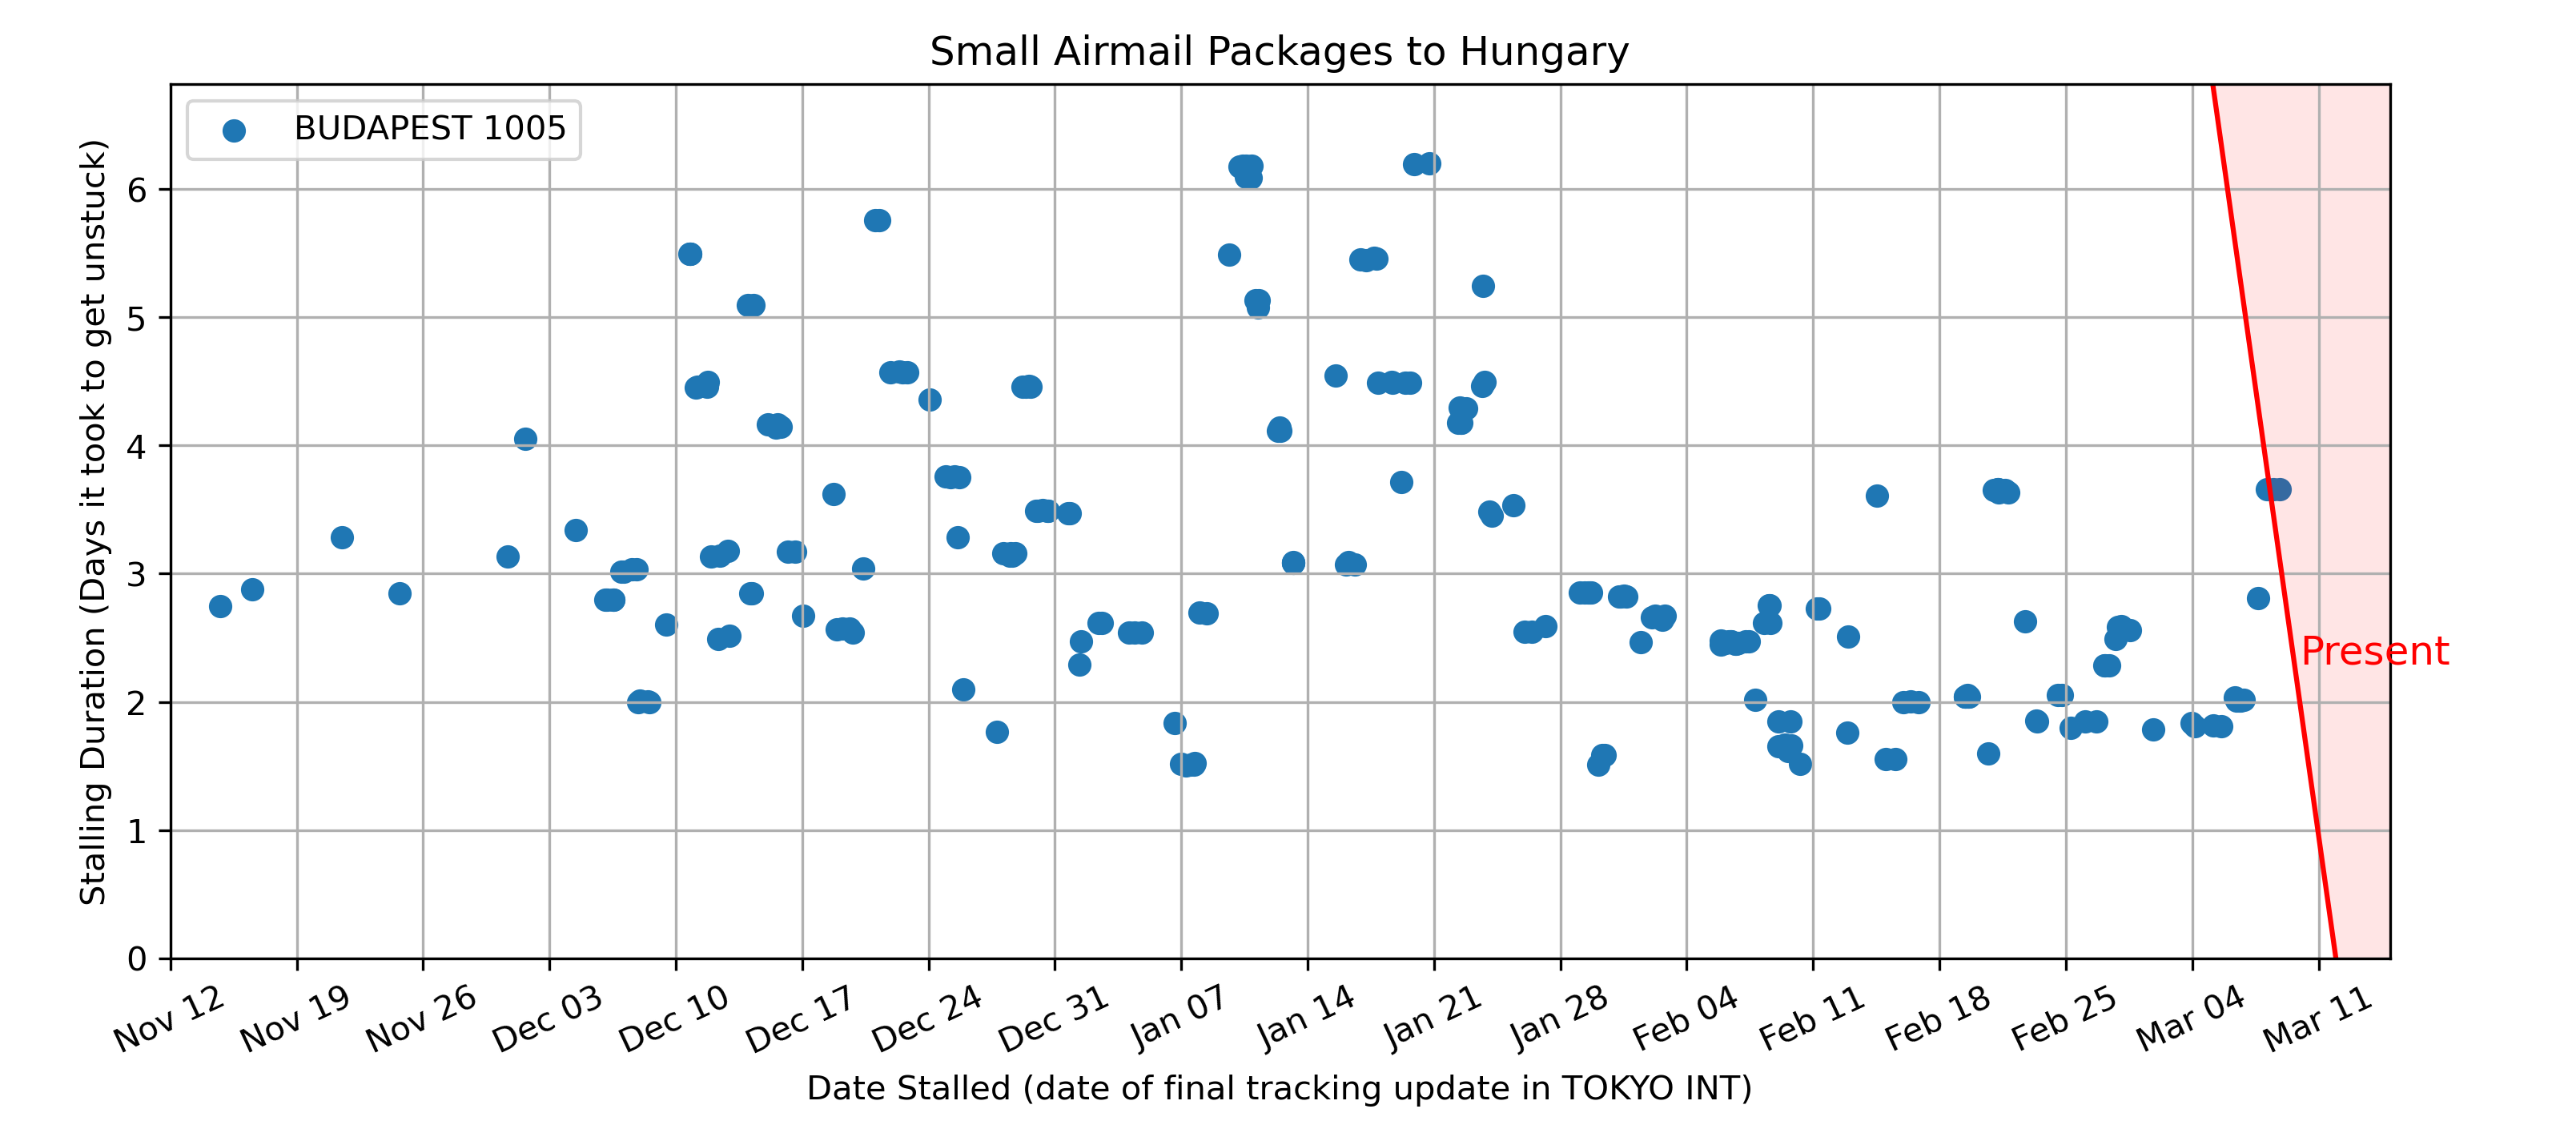 Small Airmail Packages to Hungary
BUDAPEST 1005
Stalling Duration (Days it took to get unstuck)
6
5
4
3
2
1
0
Present
Nov 12
Nov 19
Nov 26
Dec 03
Dec 10
Dec 17
Dec 24
Dec 31
Jan 07
Jan 14
Jan 21
Jan 28
Feb 04
Feb 11
Feb 18
Feb 25
Mar 04
Mar 11
Date Stalled (date of final tracking update in TOKYO INT)